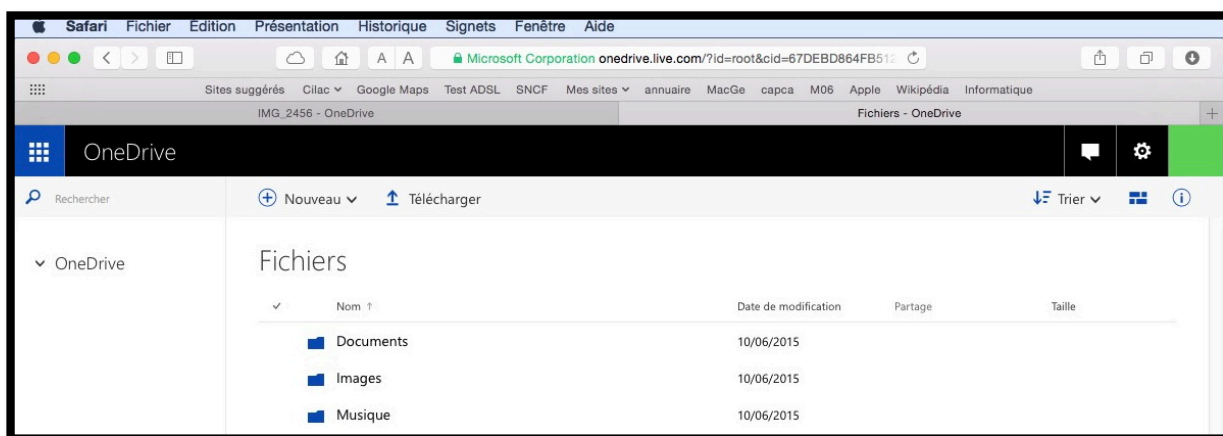 Safari Fichier Edition Présentation Historique Signets Fenêtre Aide
A A Microsoft Corporation onedrive.live.com/?id=root&cid=67DEBD864FB512
Sites suggérés Cilac Google Maps Test ADSL SNCF Mes sites annuaire MacGe capca M06 Apple Wikipédia Informatique
IMG_2456 - OneDrive Fichiers - OneDrive
OneDrive
Rechercher Nouveau Télécharger Trier
OneDrive
Fichiers
Nom ↑ Date de modification Partage Taille
Documents 10/06/2015
Images 10/06/2015
Musique 10/06/2015